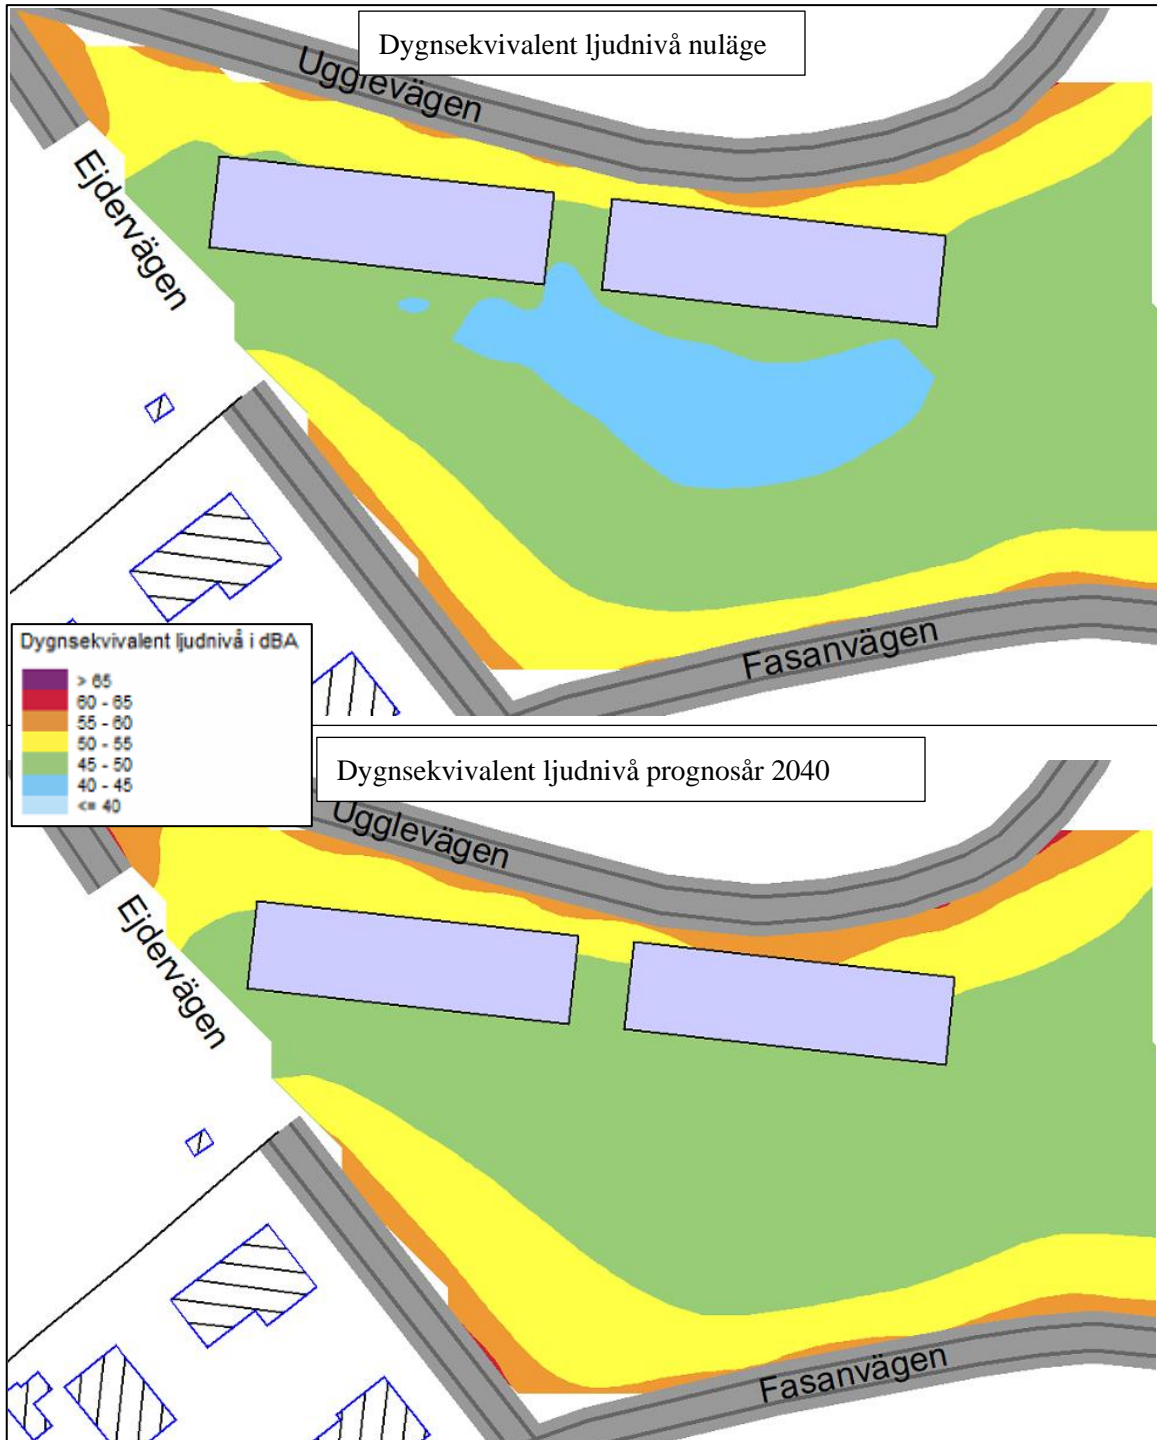 Dygnsekvivalent ljudnivå nuläge
Ugglevägen
Ejdervägen
Fasanvägen
Dygnsekvivalent ljudnivå i dBA
> 65
60 - 65
55 - 60
50 - 55
45 - 50
40 - 45
<= 40
Dygnsekvivalent ljudnivå prognosår 2040
Ugglevägen
Ejdervägen
Fasanvägen